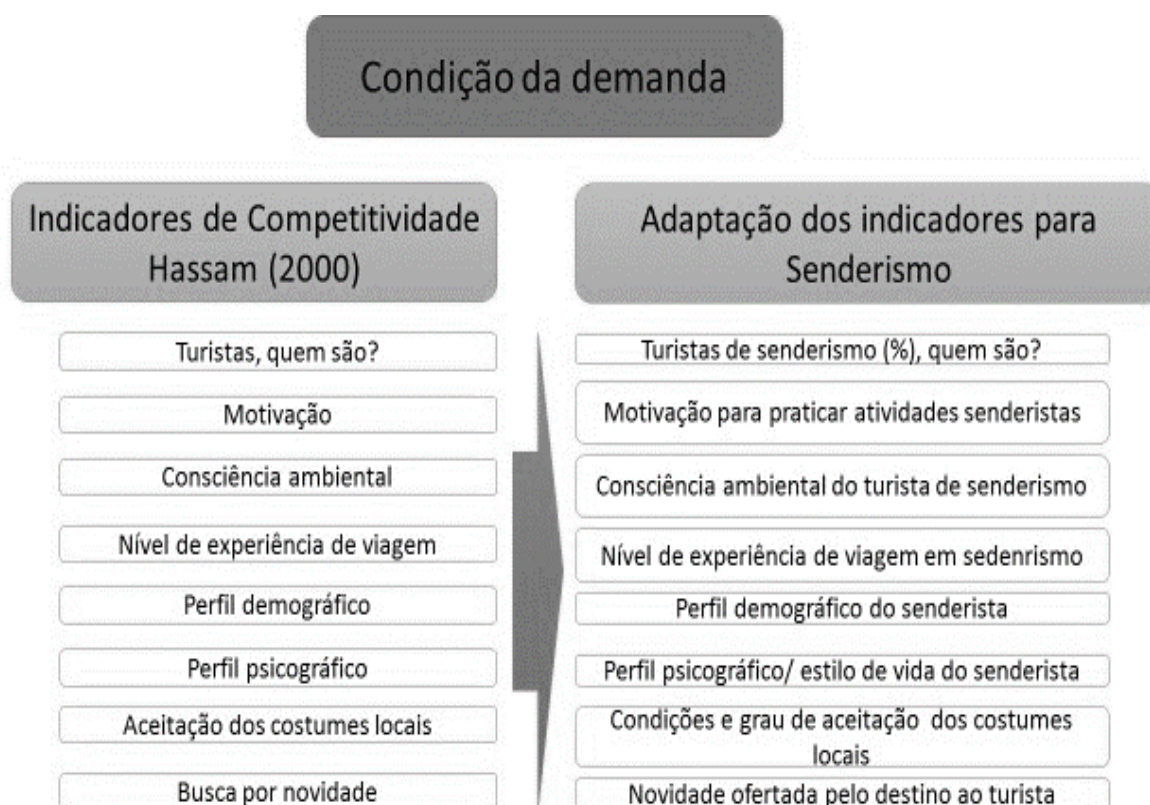 Condição da demanda
Indicadores de Competitividade
Hassam (2000)
Turistas, quem são?
Motivação
Consciência ambiental
Nível de experiência de viagem
Perfil demográfico
Perfil psicográfico
Aceitação dos costumes locais
Busca por novidade
Adaptação dos indicadores para
Senderismo
Turistas de senderismo (%), quem são?
Motivação para praticar atividades senderistas
Consciência ambiental do turista de senderismo
Nível de experiência de viagem em sedenrismo
Perfil demográfico do senderista
Perfil psicográfico/ estilo de vida do senderista
Condições e grau de aceitação dos costumes
locais
Novidade ofertada pelo destino ao turista